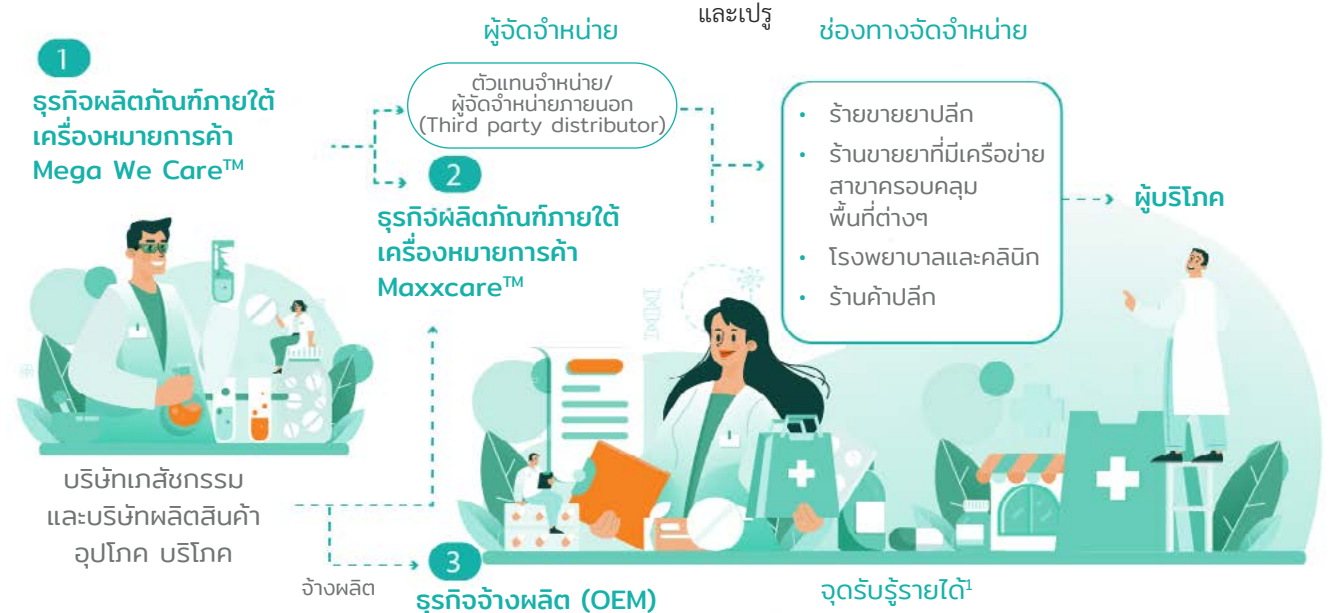 และเปรู
ผู้จัดจำหน่าย
ช่องทางจัดจำหน่าย
1
ธุรกิจผลิตภัณฑ์ภายใต้
เครื่องหมายการค้า
Mega We Care™
ตัวแทนจำหน่าย/
ผู้จัดจำหน่ายภายนอก
(Third party distributor)
2
ธุรกิจผลิตภัณฑ์ภายใต้
เครื่องหมายการค้า
Maxxcare™
• ร้ายขายยาปลีก
• ร้านขายยาที่มีเครือข่าย
สาขาครอบคลุม
พื้นที่ต่างๆ
• โรงพยาบาลและคลินิก
• ร้านค้าปลีก
ผู้บริโภค
บริษัทเภสัชกรรม
และบริษัทผลิตสินค้า
อุปโภค บริโภค
จ้างผลิต
3
ธุรกิจจ้างผลิต (OEM)
จุดรับรู้รายได้¹